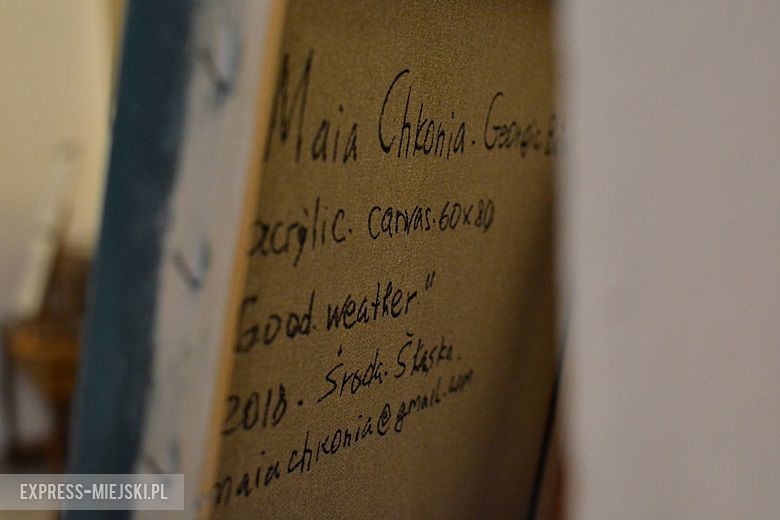 Maia Chkonia. Georgia
acrylic. canvas. 60x80
Good weather"
2018. Środa. Śląska.
maiachkonia@gmail.com
EXPRESS-MIEJSKI.PL